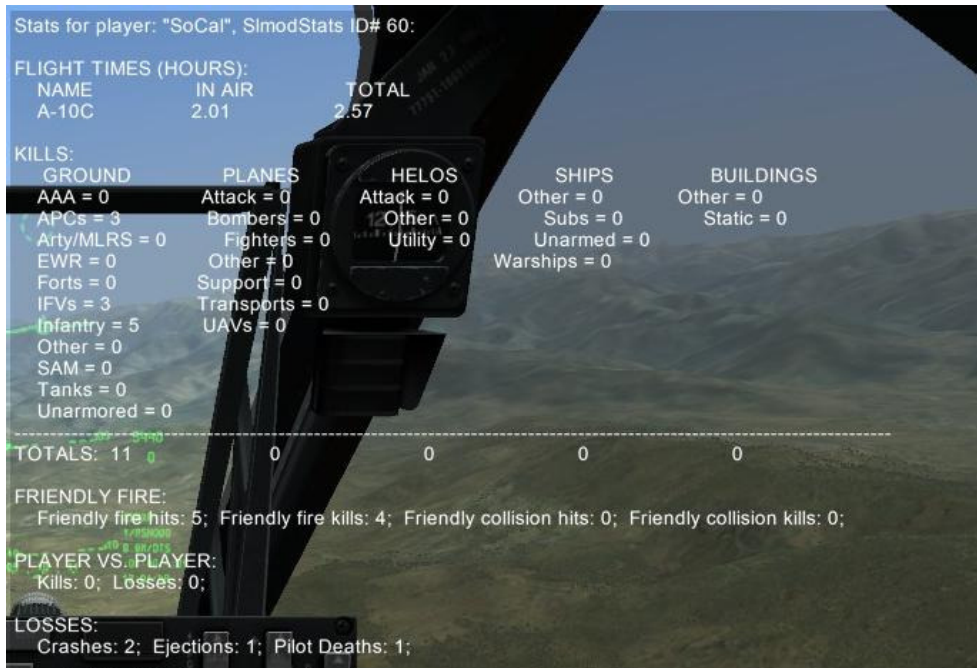 Stats for player: "SoCal", SlmodStats ID# 60:
FLIGHT TIMES (HOURS):
NAME IN AIR TOTAL
A-10C 2.01 2.57
KILLS:
GROUND PLANES HELOS SHIPS BUILDINGS
AAA = 0 Attack = 0 Attack = 0 Other = 0 Other = 0
APCs = 3 Bombers = 0 Other = 0 Subs = 0 Static = 0
Arty/MLRS = 0 Fighters = 0 Utility = 0 Unarmed = 0
EWR = 0 Other = 0 Warships = 0
Forts = 0 Support = 0
IFVs = 3 Transports = 0
Infantry = 5 UAVs = 0
Other = 0
SAM = 0
Tanks = 0
Unarmored = 0
TOTALS: 11 0 0 0 0
FRIENDLY FIRE:
Friendly fire hits: 5; Friendly fire kills: 4; Friendly collision hits: 0; Friendly collision kills: 0;
PLAYER VS. PLAYER:
Kills: 0; Losses: 0;
LOSSES:
Crashes: 2; Ejections: 1; Pilot Deaths: 1;